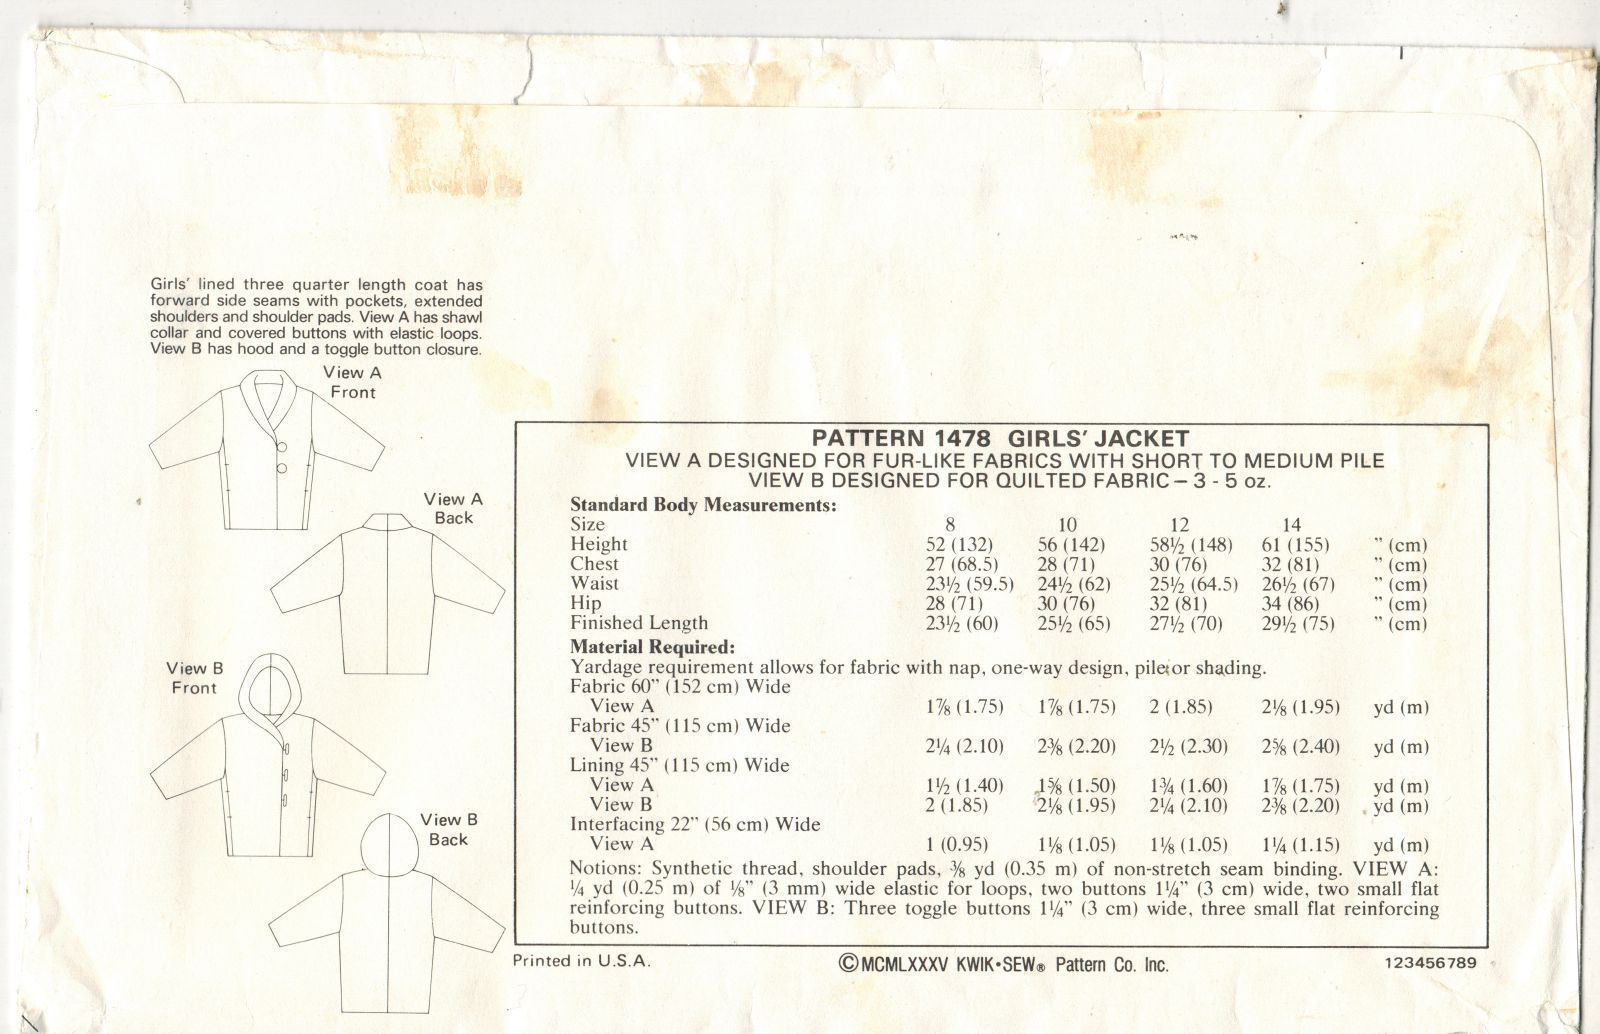 Girls' lined three quarter length coat has
forward side seams with pockets, extended
shoulders and shoulder pads. View A has shawl
collar and covered buttons with elastic loops.
View B has hood and a toggle button closure.
View A
Front
View A
Back
View B
Front
View B
Back
PATTERN 1478 GIRLS' JACKET
VIEW A DESIGNED FOR FUR-LIKE FABRICS WITH SHORT TO MEDIUM PILE
VIEW B DESIGNED FOR QUILTED FABRIC – 3 - 5 oz.
Standard Body Measurements:
Size 8 10 12 14
Height 52 (132) 56 (142) 58½ (148) 61 (155) " (cm)
Chest 27 (68.5) 28 (71) 30 (76) 32 (81) " (cm)
Waist 23½ (59.5) 24½ (62) 25½ (64.5) 26½ (67) " (cm)
Hip 28 (71) 30 (76) 32 (81) 34 (86) " (cm)
Finished Length 23½ (60) 25½ (65) 27½ (70) 29½ (75) " (cm)
Material Required:
Yardage requirement allows for fabric with nap, one-way design, pile or shading.
Fabric 60" (152 cm) Wide
View A 1⅞ (1.75) 1⅞ (1.75) 2 (1.85) 2⅛ (1.95) yd (m)
Fabric 45" (115 cm) Wide
View B 2¼ (2.10) 2⅜ (2.20) 2½ (2.30) 2⅝ (2.40) yd (m)
Lining 45" (115 cm) Wide
View A 1½ (1.40) 1⅝ (1.50) 1¾ (1.60) 1⅞ (1.75) yd (m)
View B 2 (1.85) 2⅛ (1.95) 2¼ (2.10) 2⅜ (2.20) yd (m)
Interfacing 22" (56 cm) Wide
View A 1 (0.95) 1⅛ (1.05) 1⅛ (1.05) 1¼ (1.15) yd (m)
Notions: Synthetic thread, shoulder pads, ⅜ yd (0.35 m) of non-stretch seam binding. VIEW A:
¼ yd (0.25 m) of ⅛" (3 mm) wide elastic for loops, two buttons 1¼" (3 cm) wide, two small flat
reinforcing buttons. VIEW B: Three toggle buttons 1¼" (3 cm) wide, three small flat reinforcing
buttons.
Printed in U.S.A.
©MCMLXXXV KWIK•SEW® Pattern Co. Inc.
123456789